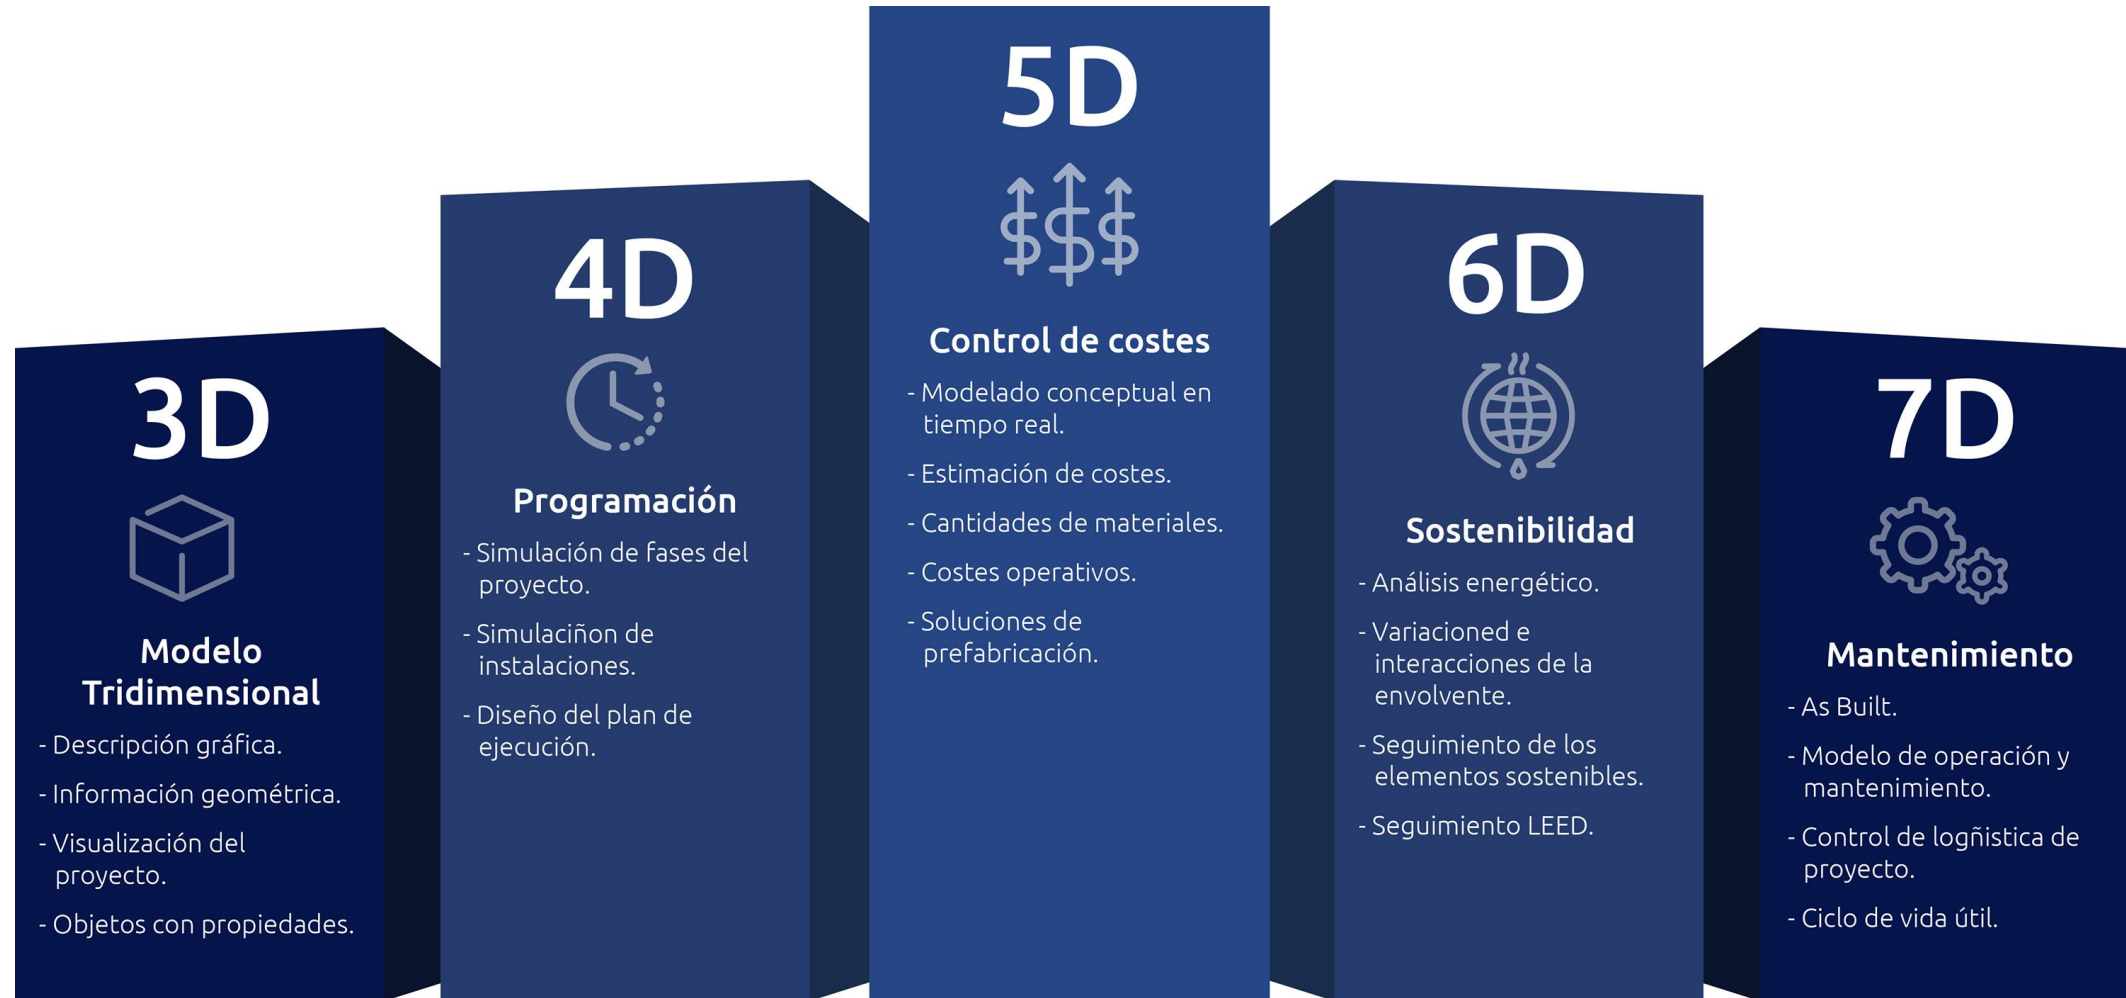 3D
Modelo
Tridimensional
- Descripción gráfica.
- Información geométrica.
- Visualización del
proyecto.
- Objetos con propiedades.
4D
Programación
- Simulación de fases del
proyecto.
- Simulaciñon de
instalaciones.
- Diseño del plan de
ejecución.
5D
Control de costes
- Modelado conceptual en
tiempo real.
- Estimación de costes.
- Cantidades de materiales.
- Costes operativos.
- Soluciones de
prefabricación.
6D
Sostenibilidad
- Análisis energético.
- Variacioned e
interacciones de la
envolvente.
- Seguimiento de los
elementos sostenibles.
- Seguimiento LEED.
7D
Mantenimiento
- As Built.
- Modelo de operación y
mantenimiento.
- Control de logñistica de
proyecto.
- Ciclo de vida útil.